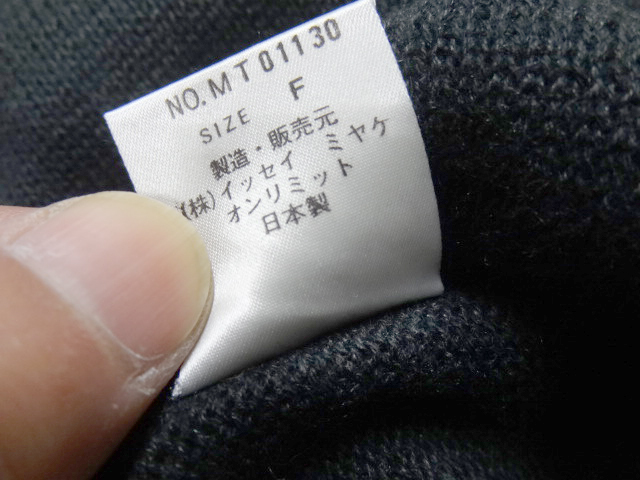 NO.MT01130
SIZE F
製造・販売元
(株)イッセイ ミヤケ
オンリミット
日本製